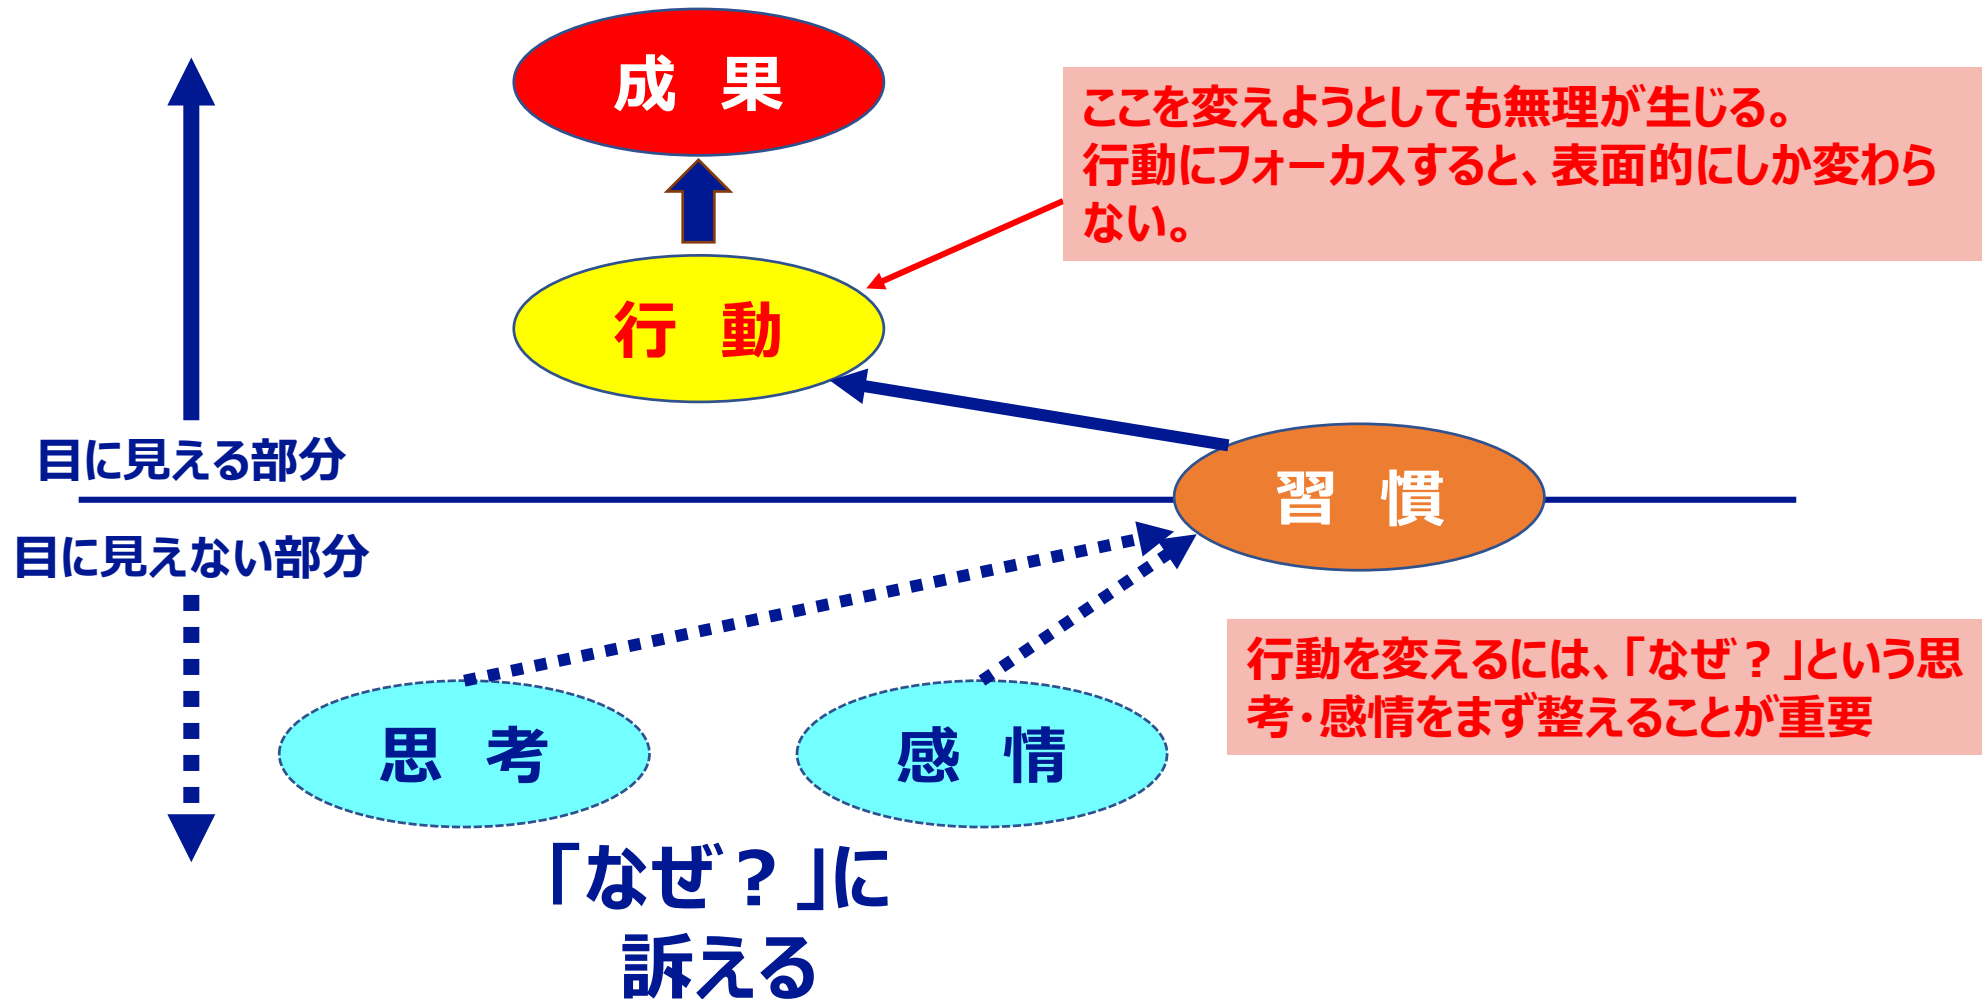 成　果
ここを変えようとしても無理が生じる。
行動にフォーカスすると、表面的にしか変わら
ない。
行　動
目に見える部分
習　慣
目に見えない部分
行動を変えるには、「なぜ？」という思
考・感情をまず整えることが重要
思　考
感　情
「なぜ？」に
訴える